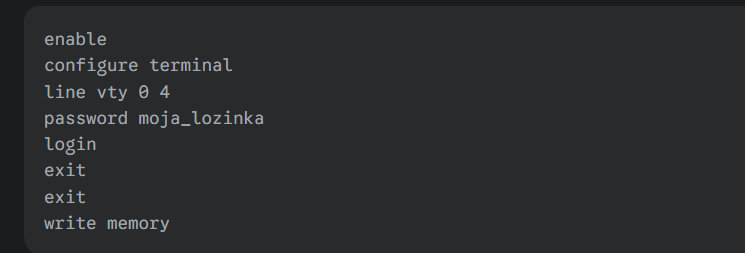 enable
configure terminal
line vty 0 4
password moja_lozinka
login
exit
exit
write memory